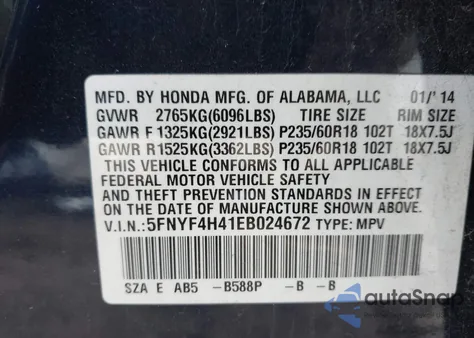 MFD. BY HONDA MFG. OF ALABAMA, LLC 01/'14
GVWR 2765KG(6096LBS) TIRE SIZE RIM SIZE
GAWR F 1325KG(2921LBS) P235/60R18 102T 18X7.5J
GAWR R1525KG(3362LBS) P235/60R18 102T 18X7.5J
THIS VEHICLE CONFORMS TO ALL APPLICABLE
FEDERAL MOTOR VEHICLE SAFETY
AND THEFT PREVENTION STANDARDS IN EFFECT
ON THE DATE OF MANUFACTURE SHOWN ABOVE.
V.I.N.:5FNYF4H41EB024672 TYPE: MPV
SZA E AB5 -B588P -B -B
autoSnap